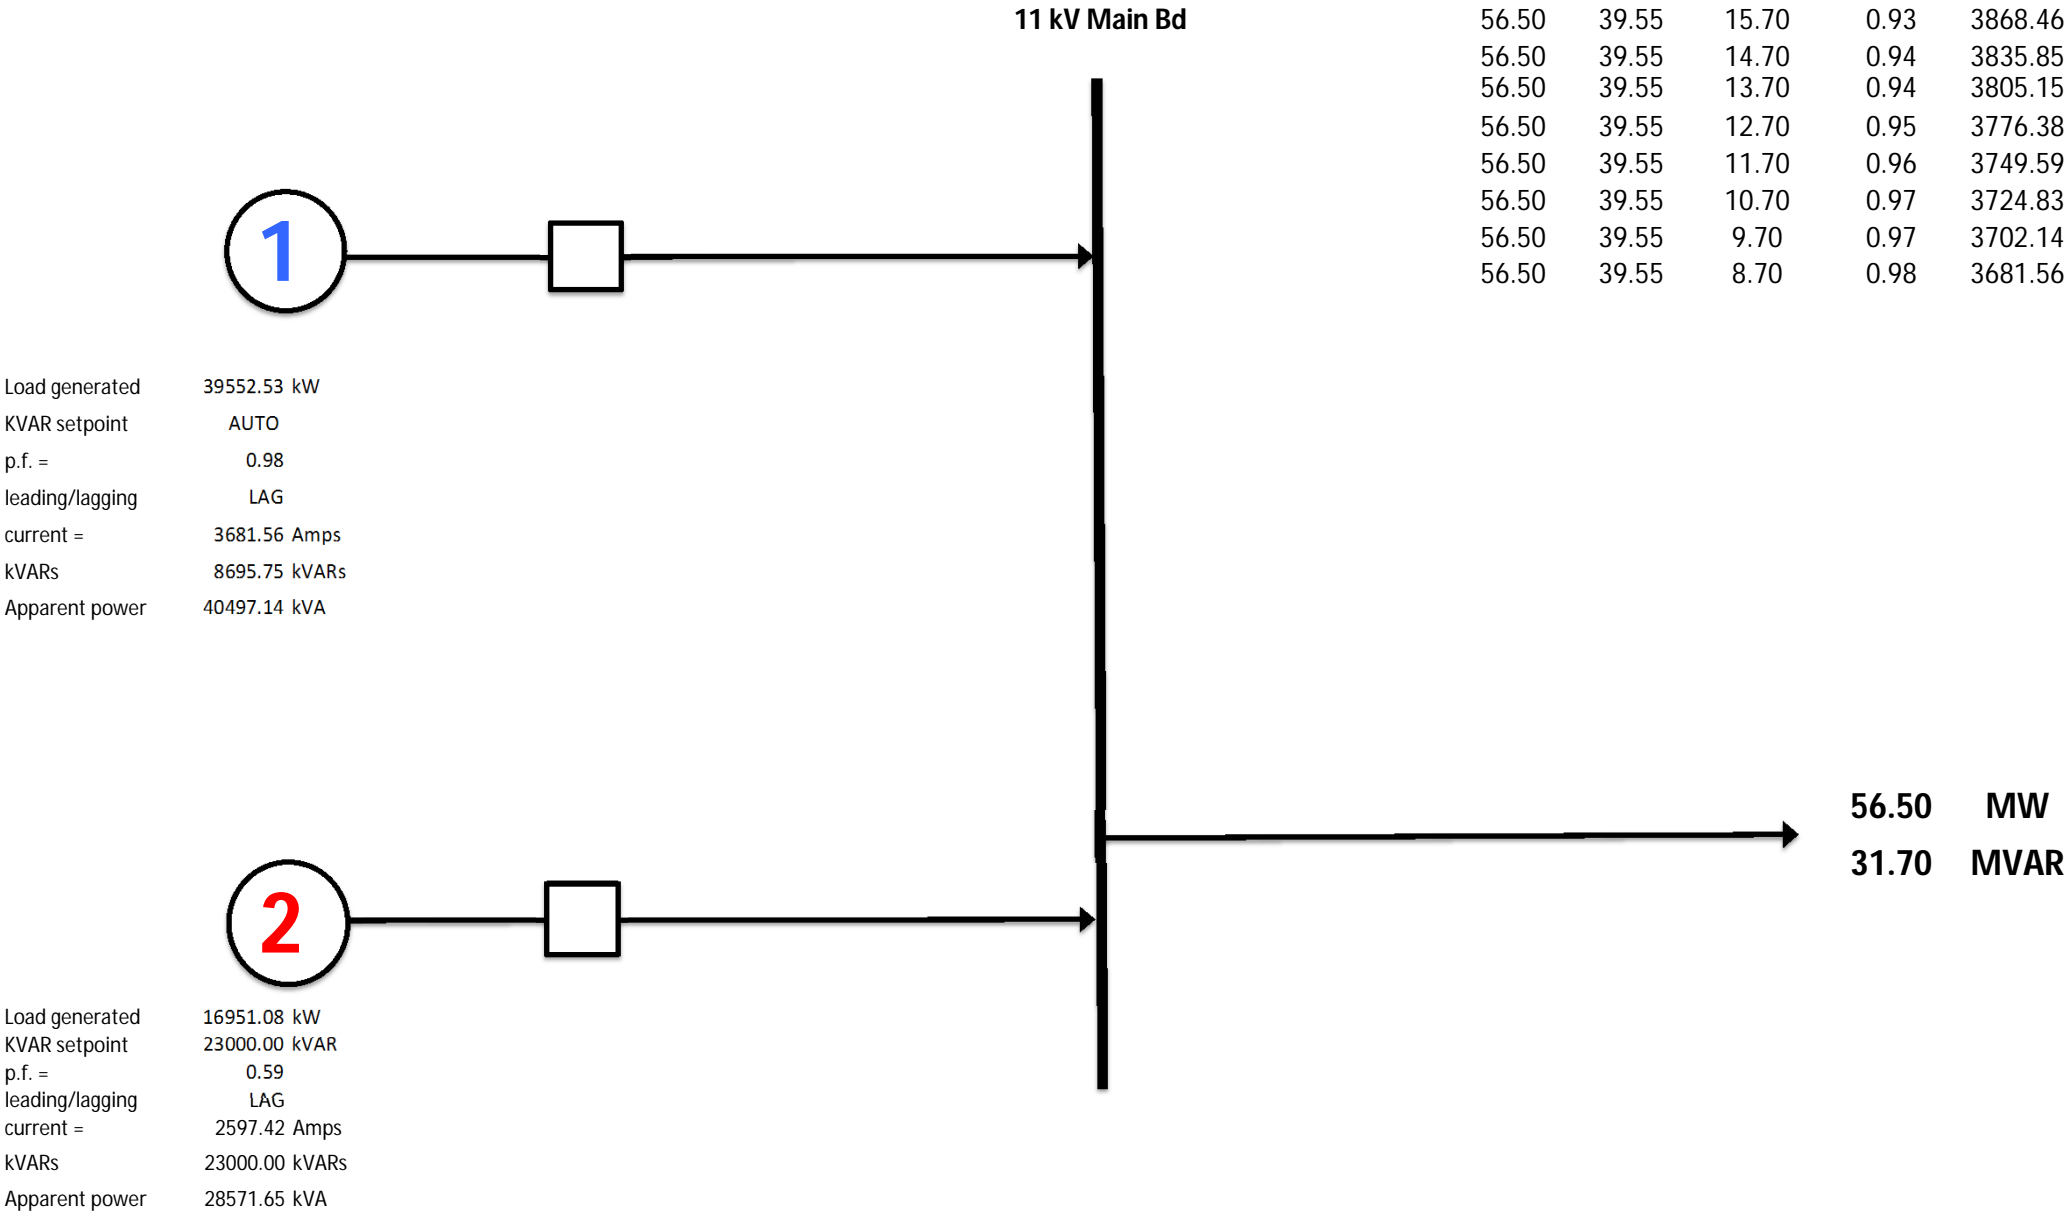 11 kV Main Bd
56.50 39.55 15.70 0.93 3868.46
56.50 39.55 14.70 0.94 3835.85
56.50 39.55 13.70 0.94 3805.15
56.50 39.55 12.70 0.95 3776.38
56.50 39.55 11.70 0.96 3749.59
56.50 39.55 10.70 0.97 3724.83
56.50 39.55 9.70 0.97 3702.14
56.50 39.55 8.70 0.98 3681.56
1
Load generated 39552.53 kW
KVAR setpoint AUTO
p.f. = 0.98
leading/lagging LAG
current = 3681.56 Amps
kVARs 8695.75 kVARs
Apparent power 40497.14 kVA
56.50 MW
31.70 MVAR
2
Load generated 16951.08 kW
KVAR setpoint 23000.00 kVAR
p.f. = 0.59
leading/lagging LAG
current = 2597.42 Amps
kVARs 23000.00 kVARs
Apparent power 28571.65 kVA